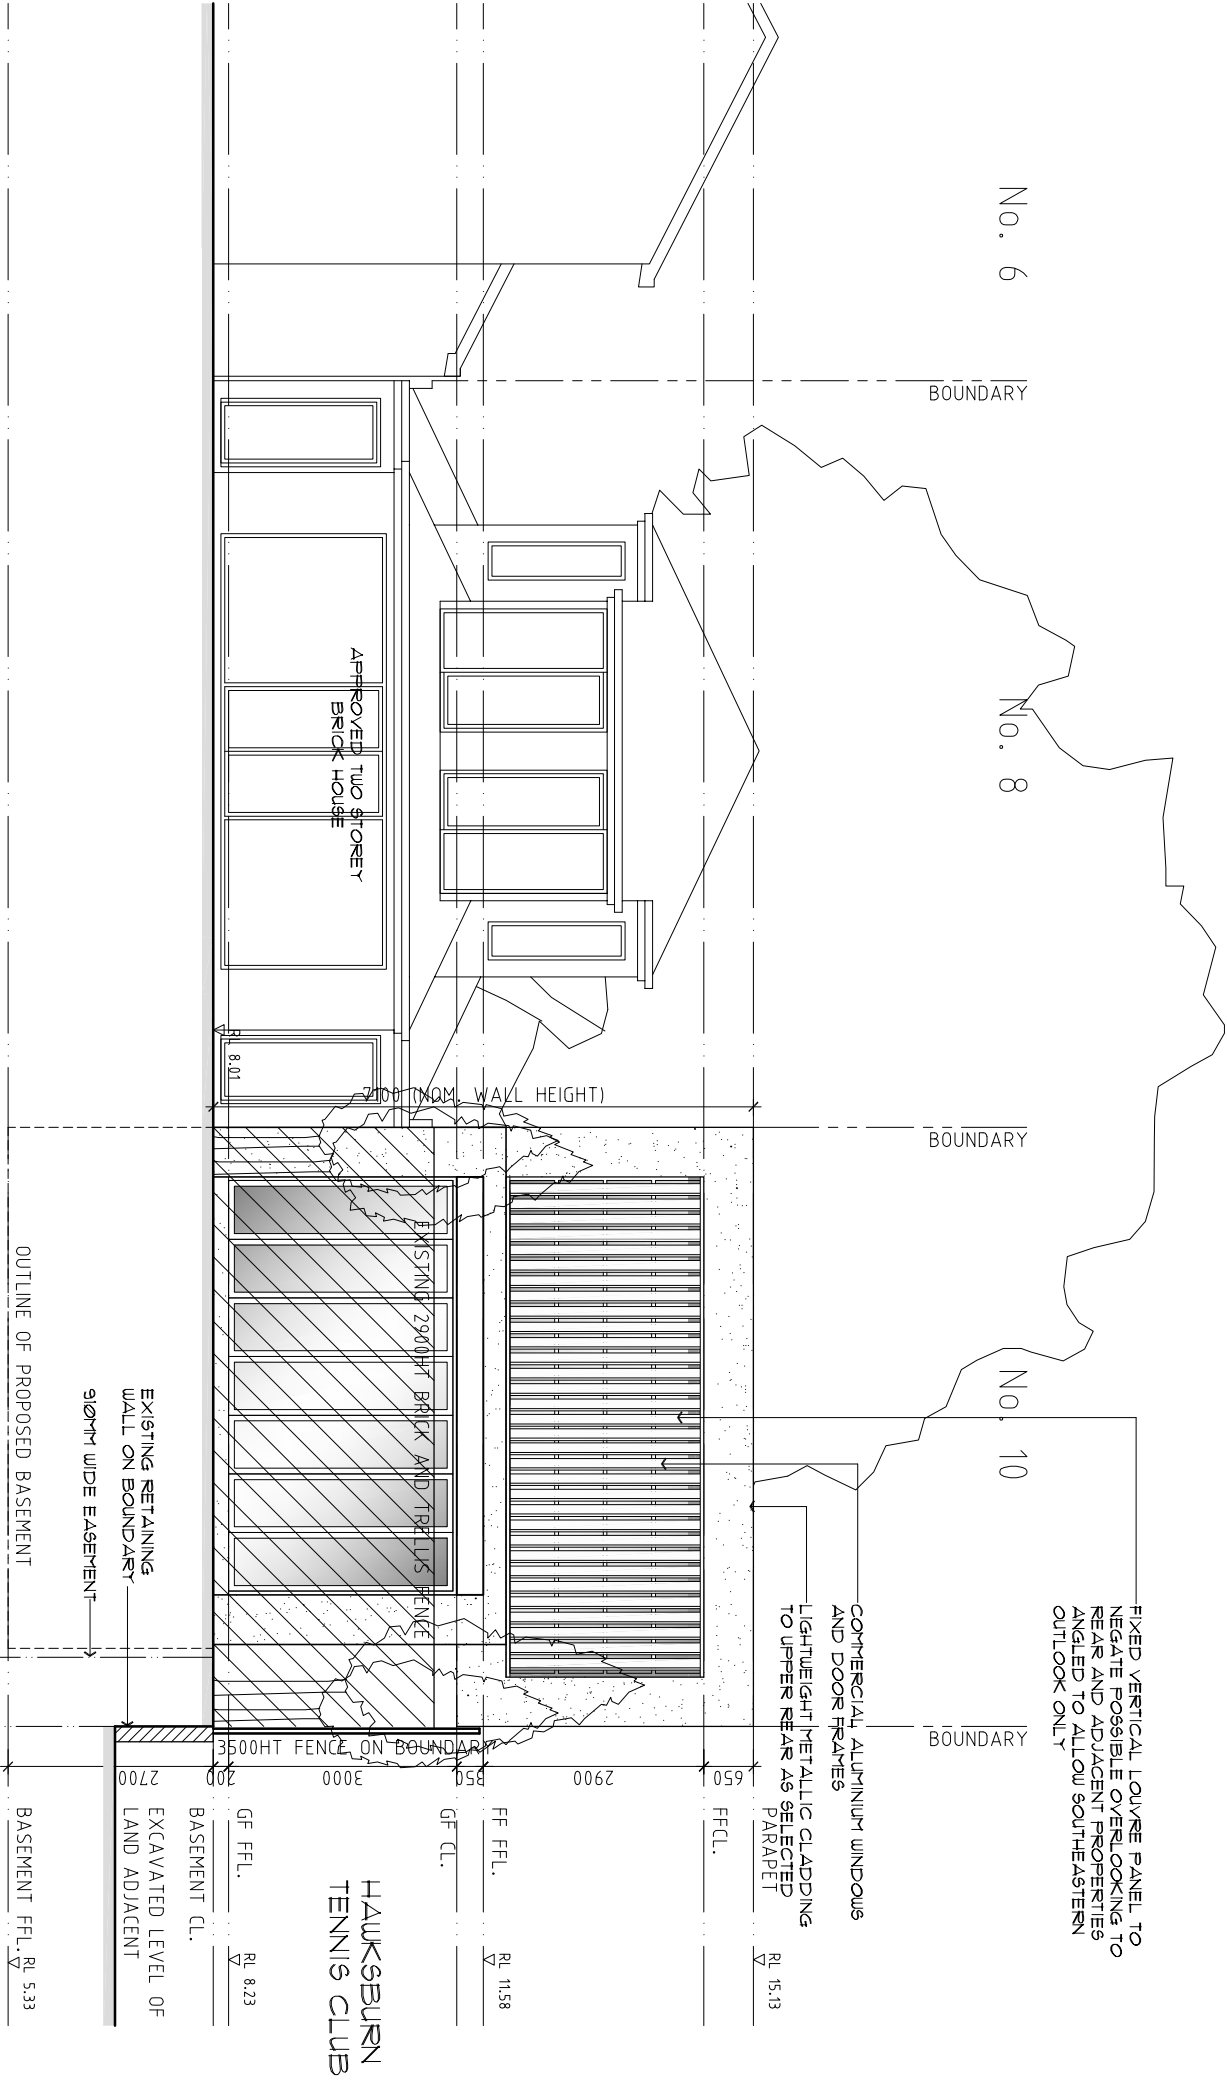 No. 6
No. 8
No. 10
BOUNDARY
BOUNDARY
BOUNDARY
FIXED VERTICAL LOUVRE PANEL TO
NEGATE POSSIBLE OVERLOOKING TO
REAR AND ADJACENT PROPERTIES
ANGLED TO ALLOW SOUTHEASTERN
OUTLOOK ONLY
COMMERCIAL ALUMINIUM WINDOWS
AND DOOR FRAMES
LIGHTWEIGHT METALLIC CLADDING
TO UPPER REAR AS SELECTED
PARAPET
RL 15.13
650
FFCL.
2900
FF FFL.
RL 11.58
350
GF CL.
3000
GF FFL.
RL 8.23
200
BASEMENT CL.
2700
EXCAVATED LEVEL OF
LAND ADJACENT
BASEMENT FFL.
RL 5.33
HAWKSBURN
TENNIS CLUB
APPROVED TWO STOREY
BRICK HOUSE
RL 8.01
7100 (NOM. WALL HEIGHT)
EXISTING 2900HT BRICK AND TRELLIS FENCE
3500HT FENCE ON BOUNDARY
EXISTING RETAINING
WALL ON BOUNDARY
910MM WIDE EASEMENT
OUTLINE OF PROPOSED BASEMENT